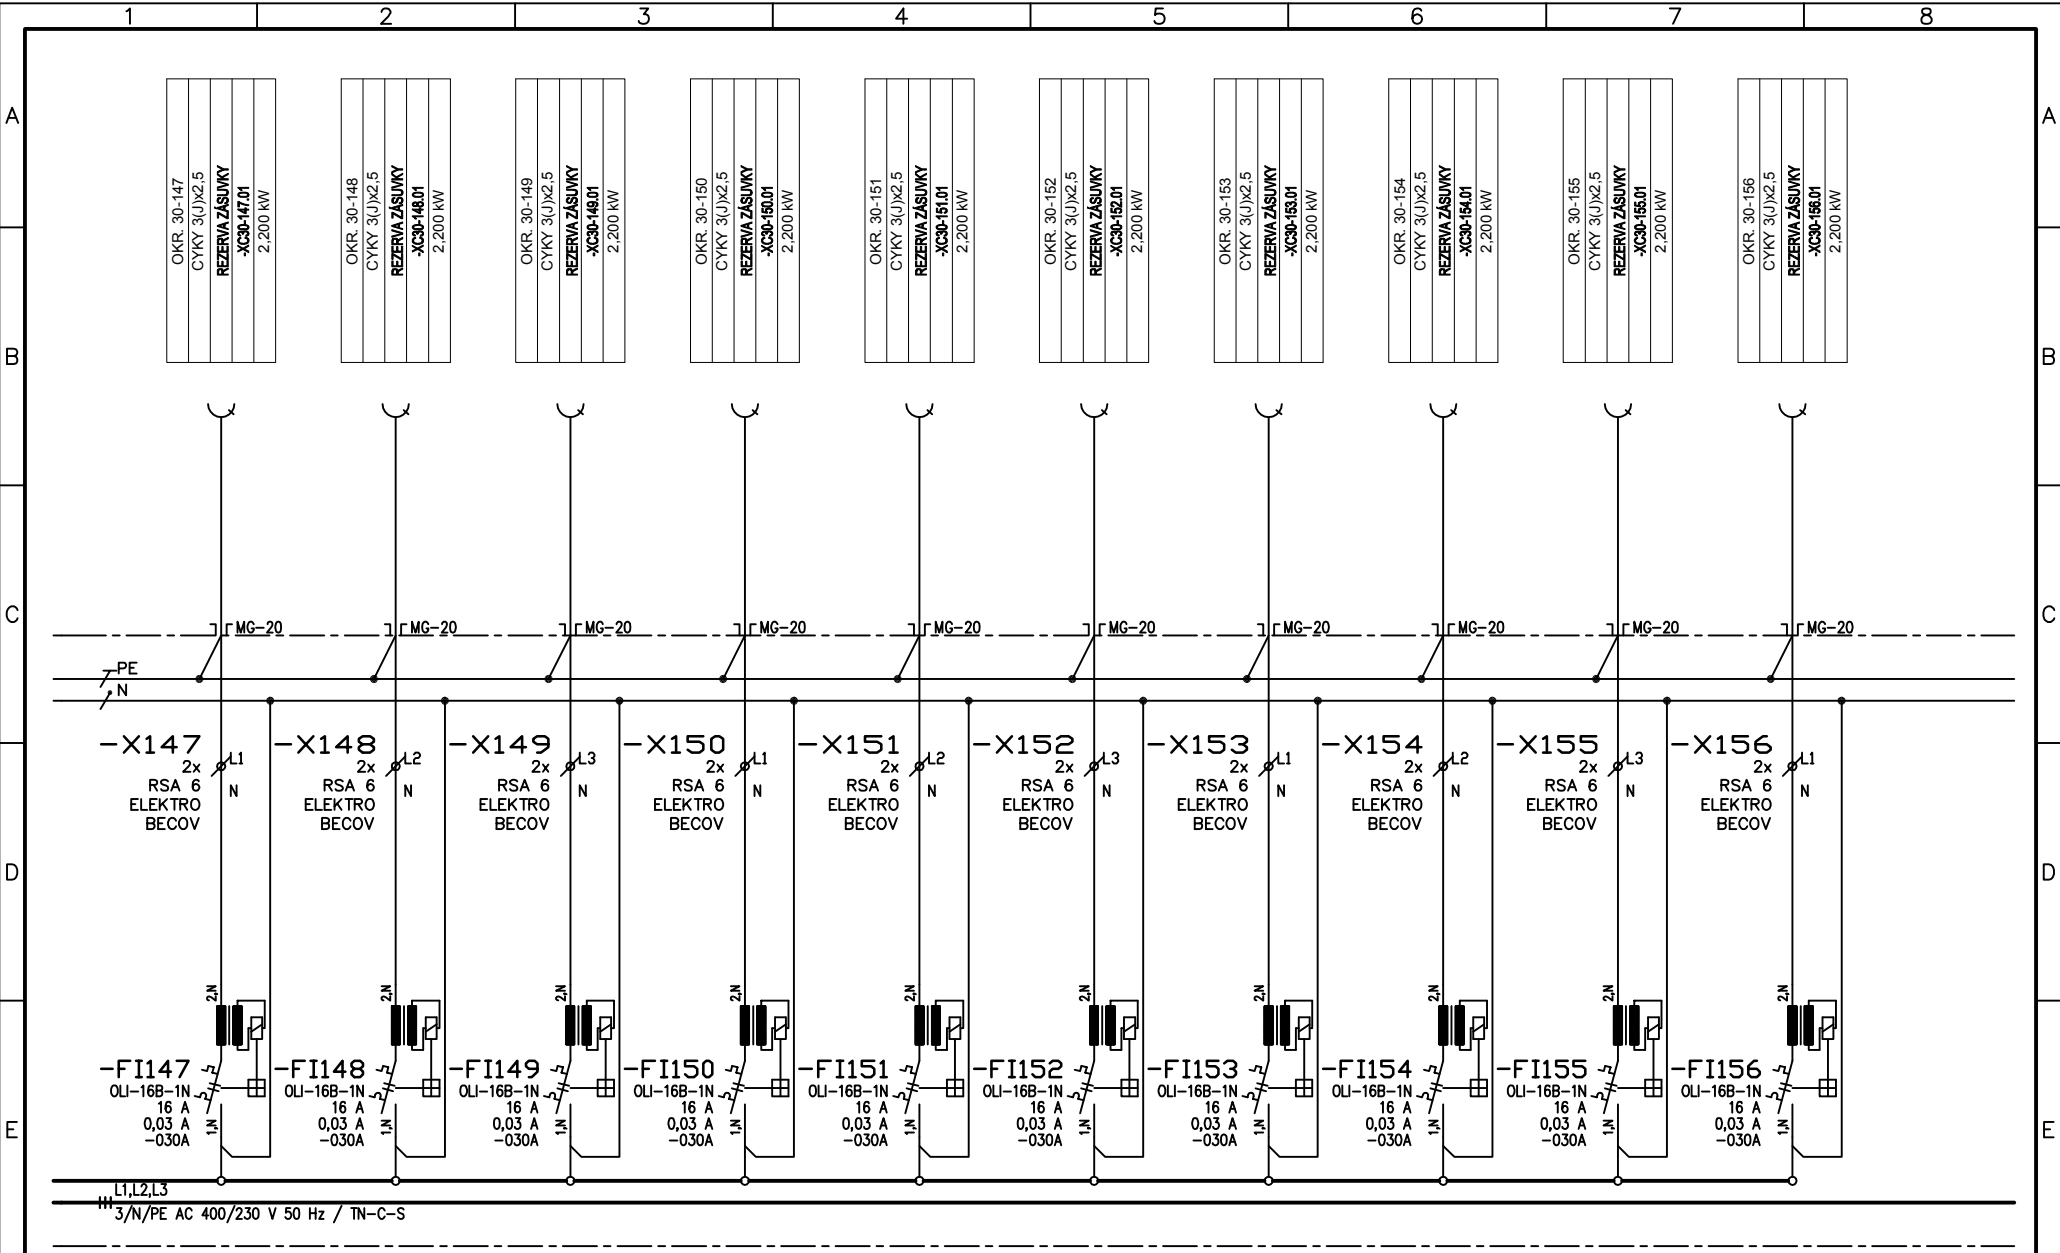 1 2 3 4 5 6 7 8
A A
OKR. 30-147
CYKY 3(J)x2,5
REZERVA ZÁSUVKY
-XC30-147.01
2,200 kW
OKR. 30-148
CYKY 3(J)x2,5
REZERVA ZÁSUVKY
-XC30-148.01
2,200 kW
OKR. 30-149
CYKY 3(J)x2,5
REZERVA ZÁSUVKY
-XC30-149.01
2,200 kW
OKR. 30-150
CYKY 3(J)x2,5
REZERVA ZÁSUVKY
-XC30-150.01
2,200 kW
OKR. 30-151
CYKY 3(J)x2,5
REZERVA ZÁSUVKY
-XC30-151.01
2,200 kW
OKR. 30-152
CYKY 3(J)x2,5
REZERVA ZÁSUVKY
-XC30-152.01
2,200 kW
OKR. 30-153
CYKY 3(J)x2,5
REZERVA ZÁSUVKY
-XC30-153.01
2,200 kW
OKR. 30-154
CYKY 3(J)x2,5
REZERVA ZÁSUVKY
-XC30-154.01
2,200 kW
OKR. 30-155
CYKY 3(J)x2,5
REZERVA ZÁSUVKY
-XC30-155.01
2,200 kW
OKR. 30-156
CYKY 3(J)x2,5
REZERVA ZÁSUVKY
-XC30-156.01
2,200 kW
B B
C C
MG-20 MG-20 MG-20 MG-20 MG-20 MG-20 MG-20 MG-20 MG-20 MG-20
PE
N
-X147
2x L1
RSA 6 N
ELEKTRO
BECOV
-X148
2x L2
RSA 6 N
ELEKTRO
BECOV
-X149
2x L3
RSA 6 N
ELEKTRO
BECOV
-X150
2x L1
RSA 6 N
ELEKTRO
BECOV
-X151
2x L2
RSA 6 N
ELEKTRO
BECOV
-X152
2x L3
RSA 6 N
ELEKTRO
BECOV
-X153
2x L1
RSA 6 N
ELEKTRO
BECOV
-X154
2x L2
RSA 6 N
ELEKTRO
BECOV
-X155
2x L3
RSA 6 N
ELEKTRO
BECOV
-X156
2x L1
RSA 6 N
ELEKTRO
BECOV
D D
2,N
-FI147
OLI-16B-1N
16 A
0,03 A
-030A
1,N
2,N
-FI148
OLI-16B-1N
16 A
0,03 A
-030A
1,N
2,N
-FI149
OLI-16B-1N
16 A
0,03 A
-030A
1,N
2,N
-FI150
OLI-16B-1N
16 A
0,03 A
-030A
1,N
2,N
-FI151
OLI-16B-1N
16 A
0,03 A
-030A
1,N
2,N
-FI152
OLI-16B-1N
16 A
0,03 A
-030A
1,N
2,N
-FI153
OLI-16B-1N
16 A
0,03 A
-030A
1,N
2,N
-FI154
OLI-16B-1N
16 A
0,03 A
-030A
1,N
2,N
-FI155
OLI-16B-1N
16 A
0,03 A
-030A
1,N
2,N
-FI156
OLI-16B-1N
16 A
0,03 A
-030A
1,N
E E
L1,L2,L3
3/N/PE AC 400/230 V 50 Hz / TN-C-S